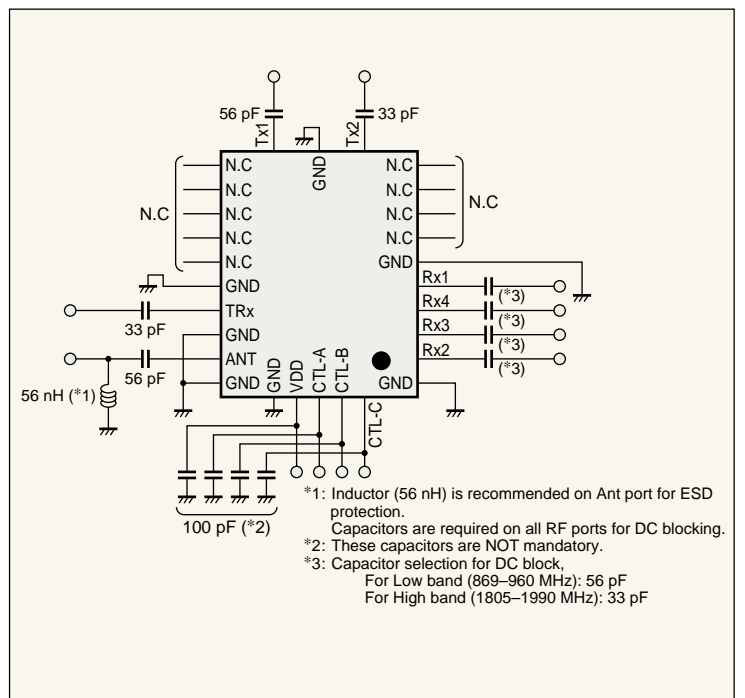 56 pF
Tx1
GND
Tx2
33 pF
N.C
N.C
N.C
N.C
N.C
N.C
GND
TRx
GND
ANT
GND
33 pF
56 pF
56 nH (*1)
N.C
N.C
N.C
N.C
N.C
GND
Rx1
(*3)
Rx4
(*3)
Rx3
(*3)
Rx2
(*3)
GND
GND
VDD
CTL-A
CTL-B
CTL-C
100 pF (*2)
*1: Inductor (56 nH) is recommended on Ant port for ESD
protection.
Capacitors are required on all RF ports for DC blocking.
*2: These capacitors are NOT mandatory.
*3: Capacitor selection for DC block,
For Low band (869–960 MHz): 56 pF
For High band (1805–1990 MHz): 33 pF